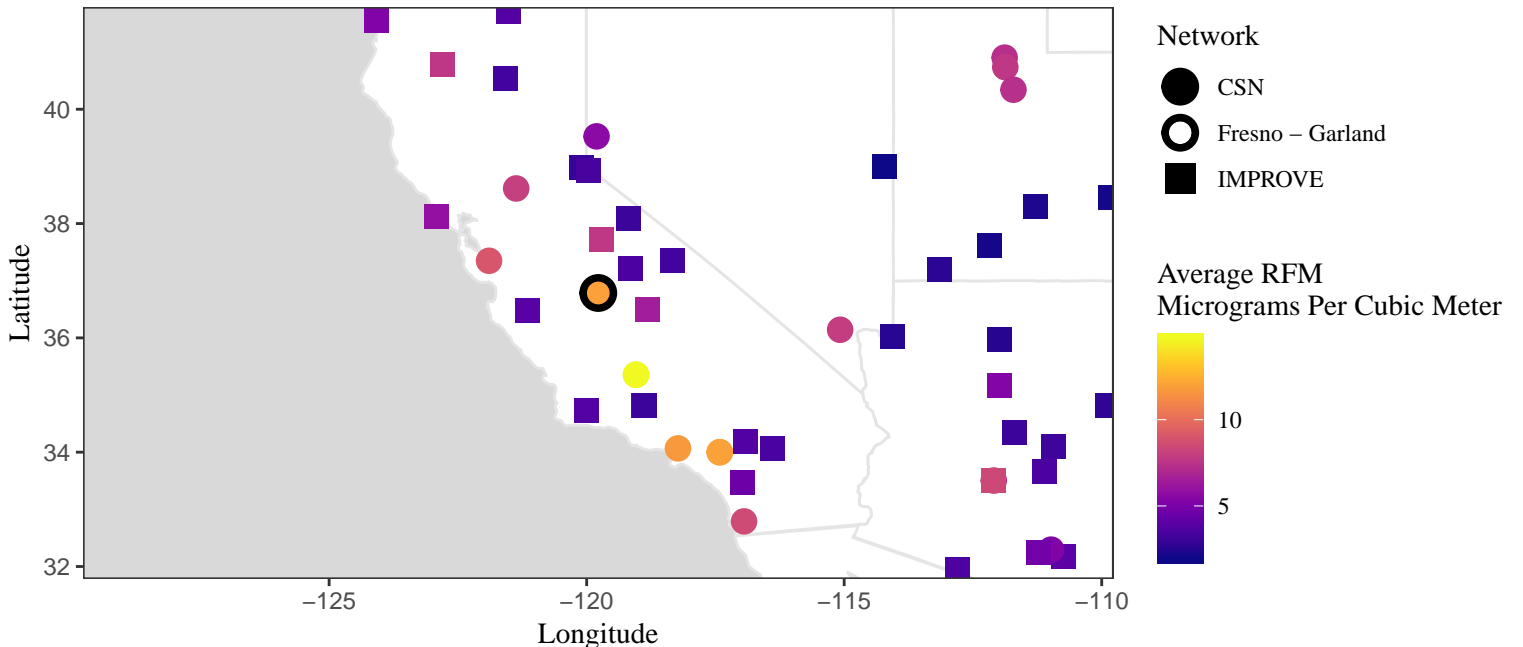 40
38
36
34
32
Latitude
−125
−120
−115
−110
Longitude
Network
CSN
Fresno − Garland
IMPROVE
Average RFM
Micrograms Per Cubic Meter
10
5